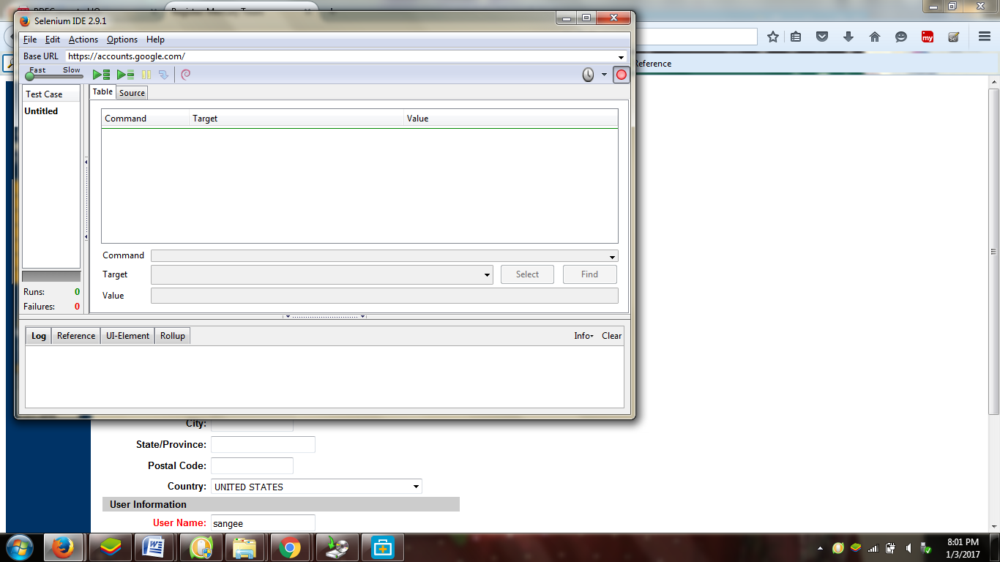 Selenium IDE 2.9.1
File Edit Actions Options Help
Base URL https://accounts.google.com/
Fast Slow
Reference
Test Case
Table Source
Untitled
Command Target Value
Command
Target Select Find
Value
Runs: 0
Failures: 0
Log Reference UI-Element Rollup Info Clear
City:
State/Province:
Postal Code:
Country: UNITED STATES
User Information
User Name: sangee
my
Se
8:01 PM
1/3/2017